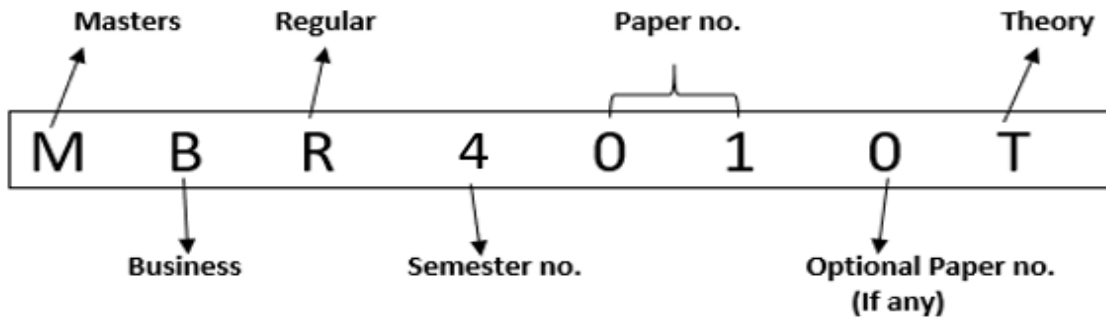 Masters Regular Paper no. Theory
M B R 4 0 1 0 T
Business Semester no. Optional Paper no.
(If any)